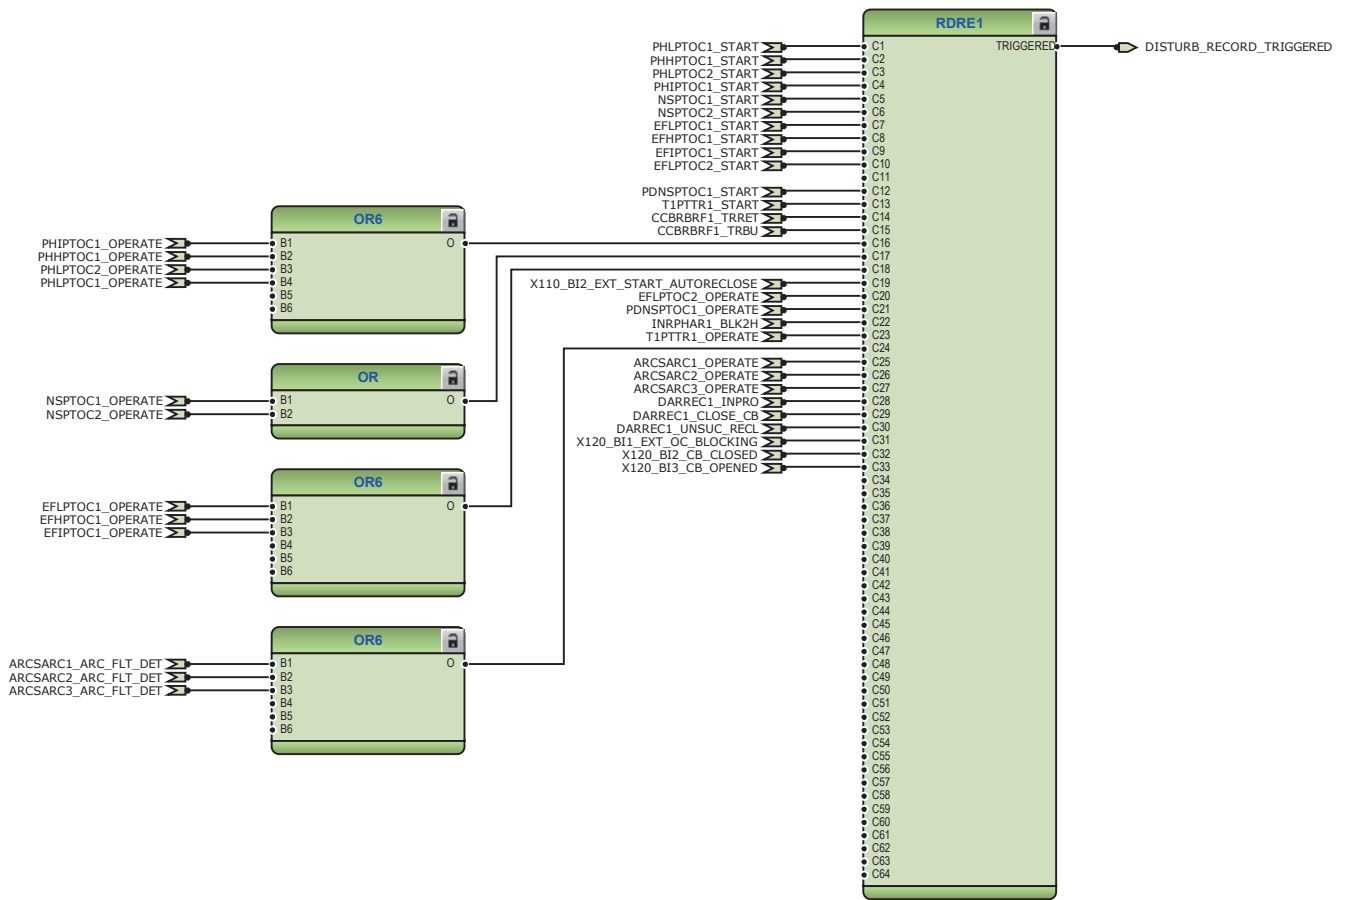 RDRE1
PHLPTOC1_START C1 TRIGGERED DISTURB_RECORD_TRIGGERED
PHHPTOC1_START C2
PHLPTOC2_START C3
PHIPTOC1_START C4
NSPTOC1_START C5
NSPTOC2_START C6
EFLPTOC1_START C7
EFHPTOC1_START C8
EFIPTOC1_START C9
EFLPTOC2_START C10
C11
PDNSPTOC1_START C12
T1PTTR1_START C13
CCBRBRF1_TRRET C14
CCBRBRF1_TRBU C15
C16
C17
C18
X110_BI2_EXT_START_AUTORECLOSE C19
EFLPTOC2_OPERATE C20
PDNSPTOC1_OPERATE C21
INRPHAR1_BLK2H C22
T1PTTR1_OPERATE C23
C24
ARCSARC1_OPERATE C25
ARCSARC2_OPERATE C26
ARCSARC3_OPERATE C27
DARREC1_INPRO C28
DARREC1_CLOSE_CB C29
DARREC1_UNSUC_RECL C30
X120_BI1_EXT_OC_BLOCKING C31
X120_BI2_CB_CLOSED C32
X120_BI3_CB_OPENED C33
C34
C35
C36
C37
C38
C39
C40
C41
C42
C43
C44
C45
C46
C47
C48
C49
C50
C51
C52
C53
C54
C55
C56
C57
C58
C59
C60
C61
C62
C63
C64
OR6
PHIPTOC1_OPERATE B1 O
PHHPTOC1_OPERATE B2
PHLPTOC2_OPERATE B3
PHLPTOC1_OPERATE B4
B5
B6
OR
NSPTOC1_OPERATE B1 O
NSPTOC2_OPERATE B2
OR6
EFLPTOC1_OPERATE B1 O
EFHPTOC1_OPERATE B2
EFIPTOC1_OPERATE B3
B4
B5
B6
OR6
ARCSARC1_ARC_FLT_DET B1 O
ARCSARC2_ARC_FLT_DET B2
ARCSARC3_ARC_FLT_DET B3
B4
B5
B6